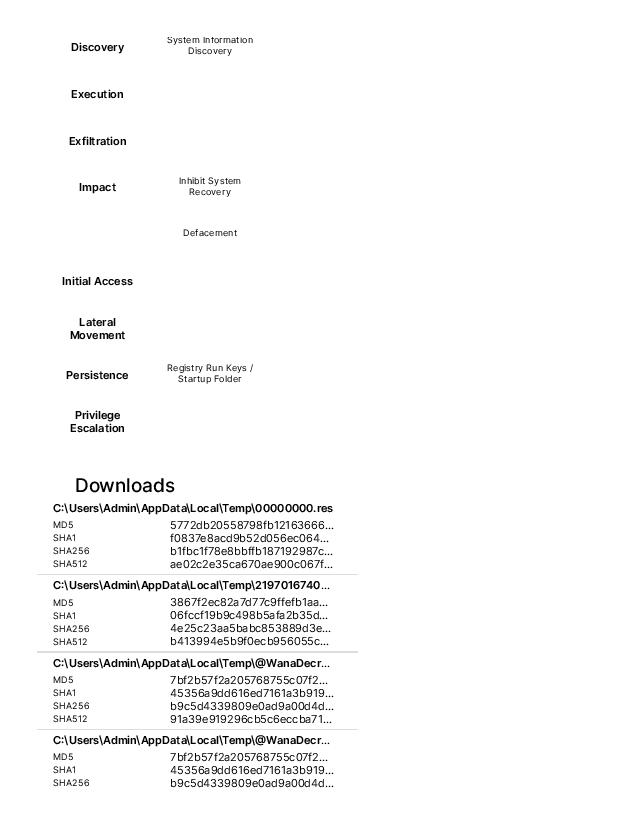 Discovery
System Information
Discovery
Execution
Exfiltration
Impact
Inhibit System
Recovery
Defacement
Initial Access
Lateral
Movement
Persistence
Registry Run Keys /
Startup Folder
Privilege
Escalation
Downloads
C:\Users\Admin\AppData\Local\Temp\00000000.res
MD5 5772db20558798fb12163666...
SHA1 f0837e8acd9b52d056ec064...
SHA256 b1fbc1f78e8bbffb187192987c...
SHA512 ae02c2e35ca670ae900c067f...
C:\Users\Admin\AppData\Local\Temp\2197016740...
MD5 3867f2ec82a7d77c9ffefb1aa...
SHA1 06fccf19b9c498b5afa2b35d...
SHA256 4e25c23aa5babc853889d3e...
SHA512 b413994e5b9f0ecb956055c...
C:\Users\Admin\AppData\Local\Temp\@WanaDecr...
MD5 7bf2b57f2a205768755c07f2...
SHA1 45356a9dd616ed7161a3b919...
SHA256 b9c5d4339809e0ad9a00d4d...
SHA512 91a39e919296cb5c6eccba71...
C:\Users\Admin\AppData\Local\Temp\@WanaDecr...
MD5 7bf2b57f2a205768755c07f2...
SHA1 45356a9dd616ed7161a3b919...
SHA256 b9c5d4339809e0ad9a00d4d...